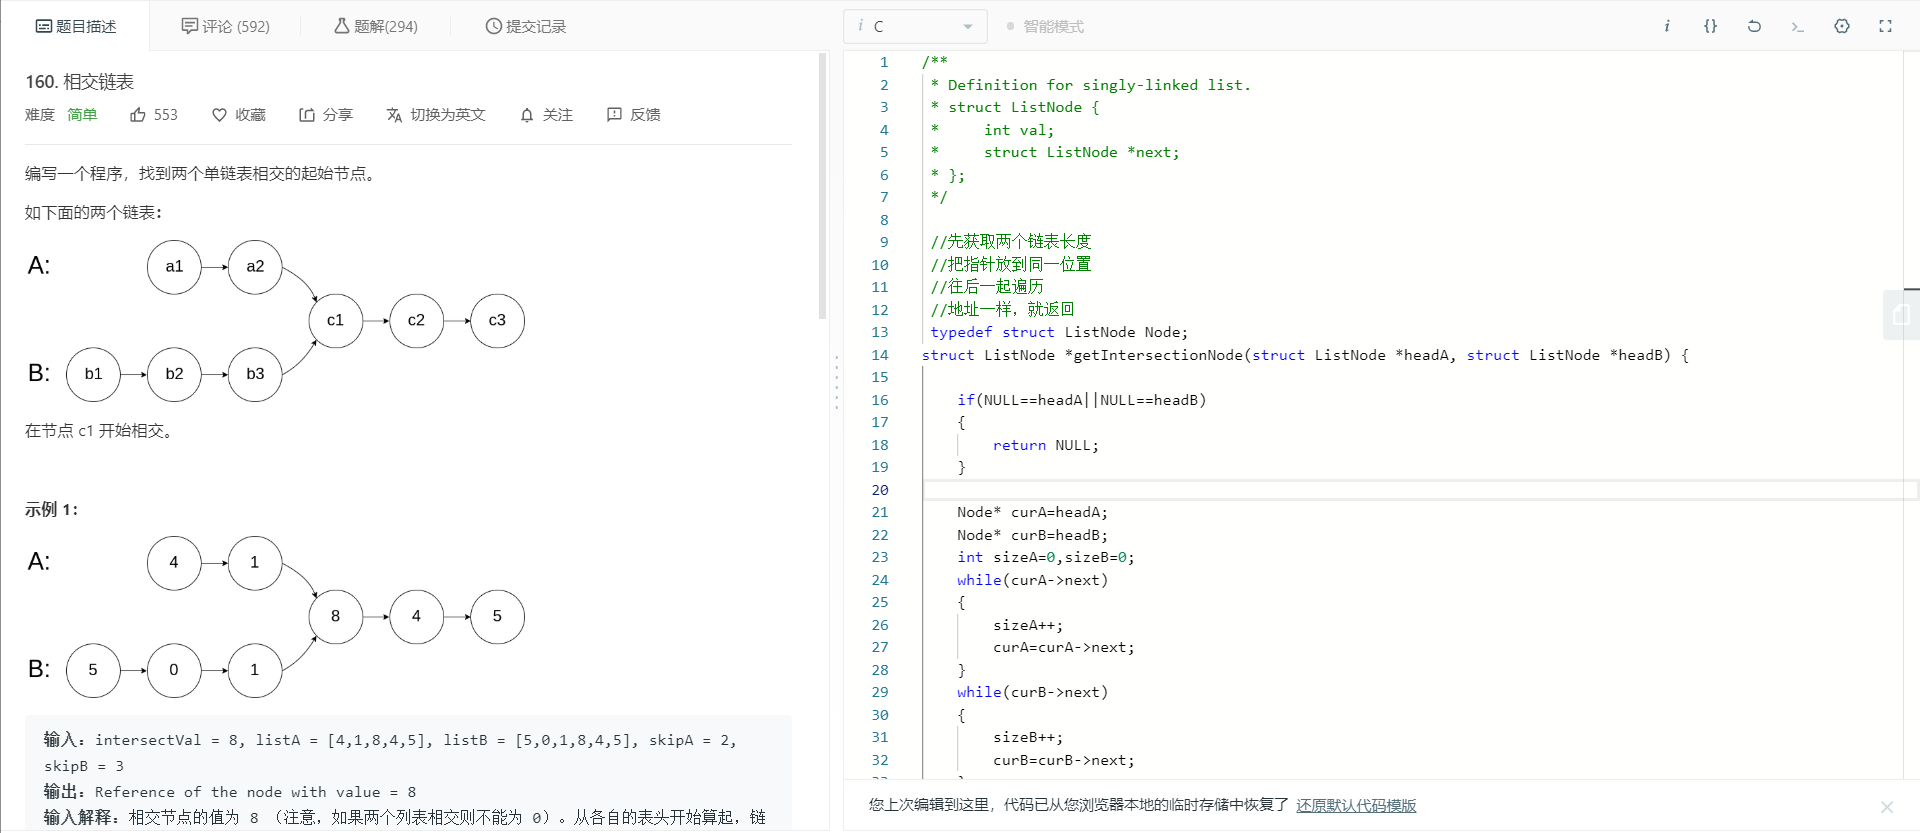 题目描述
评论 (592)
题解(294)
提交记录
160. 相交链表
难度 简单 553 收藏 分享 切换为英文 关注 反馈
编写一个程序，找到两个单链表相交的起始节点。
如下面的两个链表：
A: a1 a2
c1 c2 c3
B: b1 b2 b3
在节点 c1 开始相交。
示例 1：
A: 4 1
8 4 5
B: 5 0 1
输入：intersectVal = 8, listA = [4,1,8,4,5], listB = [5,0,1,8,4,5], skipA = 2,
skipB = 3
输出：Reference of the node with value = 8
输入解释：相交节点的值为 8 （注意，如果两个列表相交则不能为 0）。从各自的表头开始算起，链
i C 智能模式 i {} >_
1 /**
2 * Definition for singly-linked list.
3 * struct ListNode {
4 *     int val;
5 *     struct ListNode *next;
6 * };
7 */
8
9 //先获取两个链表长度
10 //把指针放到同一位置
11 //往后一起遍历
12 //地址一样，就返回
13 typedef struct ListNode Node;
14 struct ListNode *getIntersectionNode(struct ListNode *headA, struct ListNode *headB) {
15
16     if(NULL==headA||NULL==headB)
17     {
18         return NULL;
19     }
20
21     Node* curA=headA;
22     Node* curB=headB;
23     int sizeA=0,sizeB=0;
24     while(curA->next)
25     {
26         sizeA++;
27         curA=curA->next;
28     }
29     while(curB->next)
30     {
31         sizeB++;
32         curB=curB->next;
您上次编辑到这里，代码已从您浏览器本地的临时存储中恢复了 还原默认代码模版